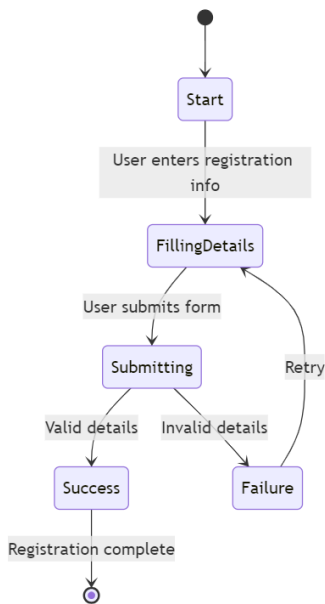 Start
User enters registration
info
FillingDetails
User submits form
Submitting
Retry
Valid details
Invalid details
Success
Failure
Registration complete